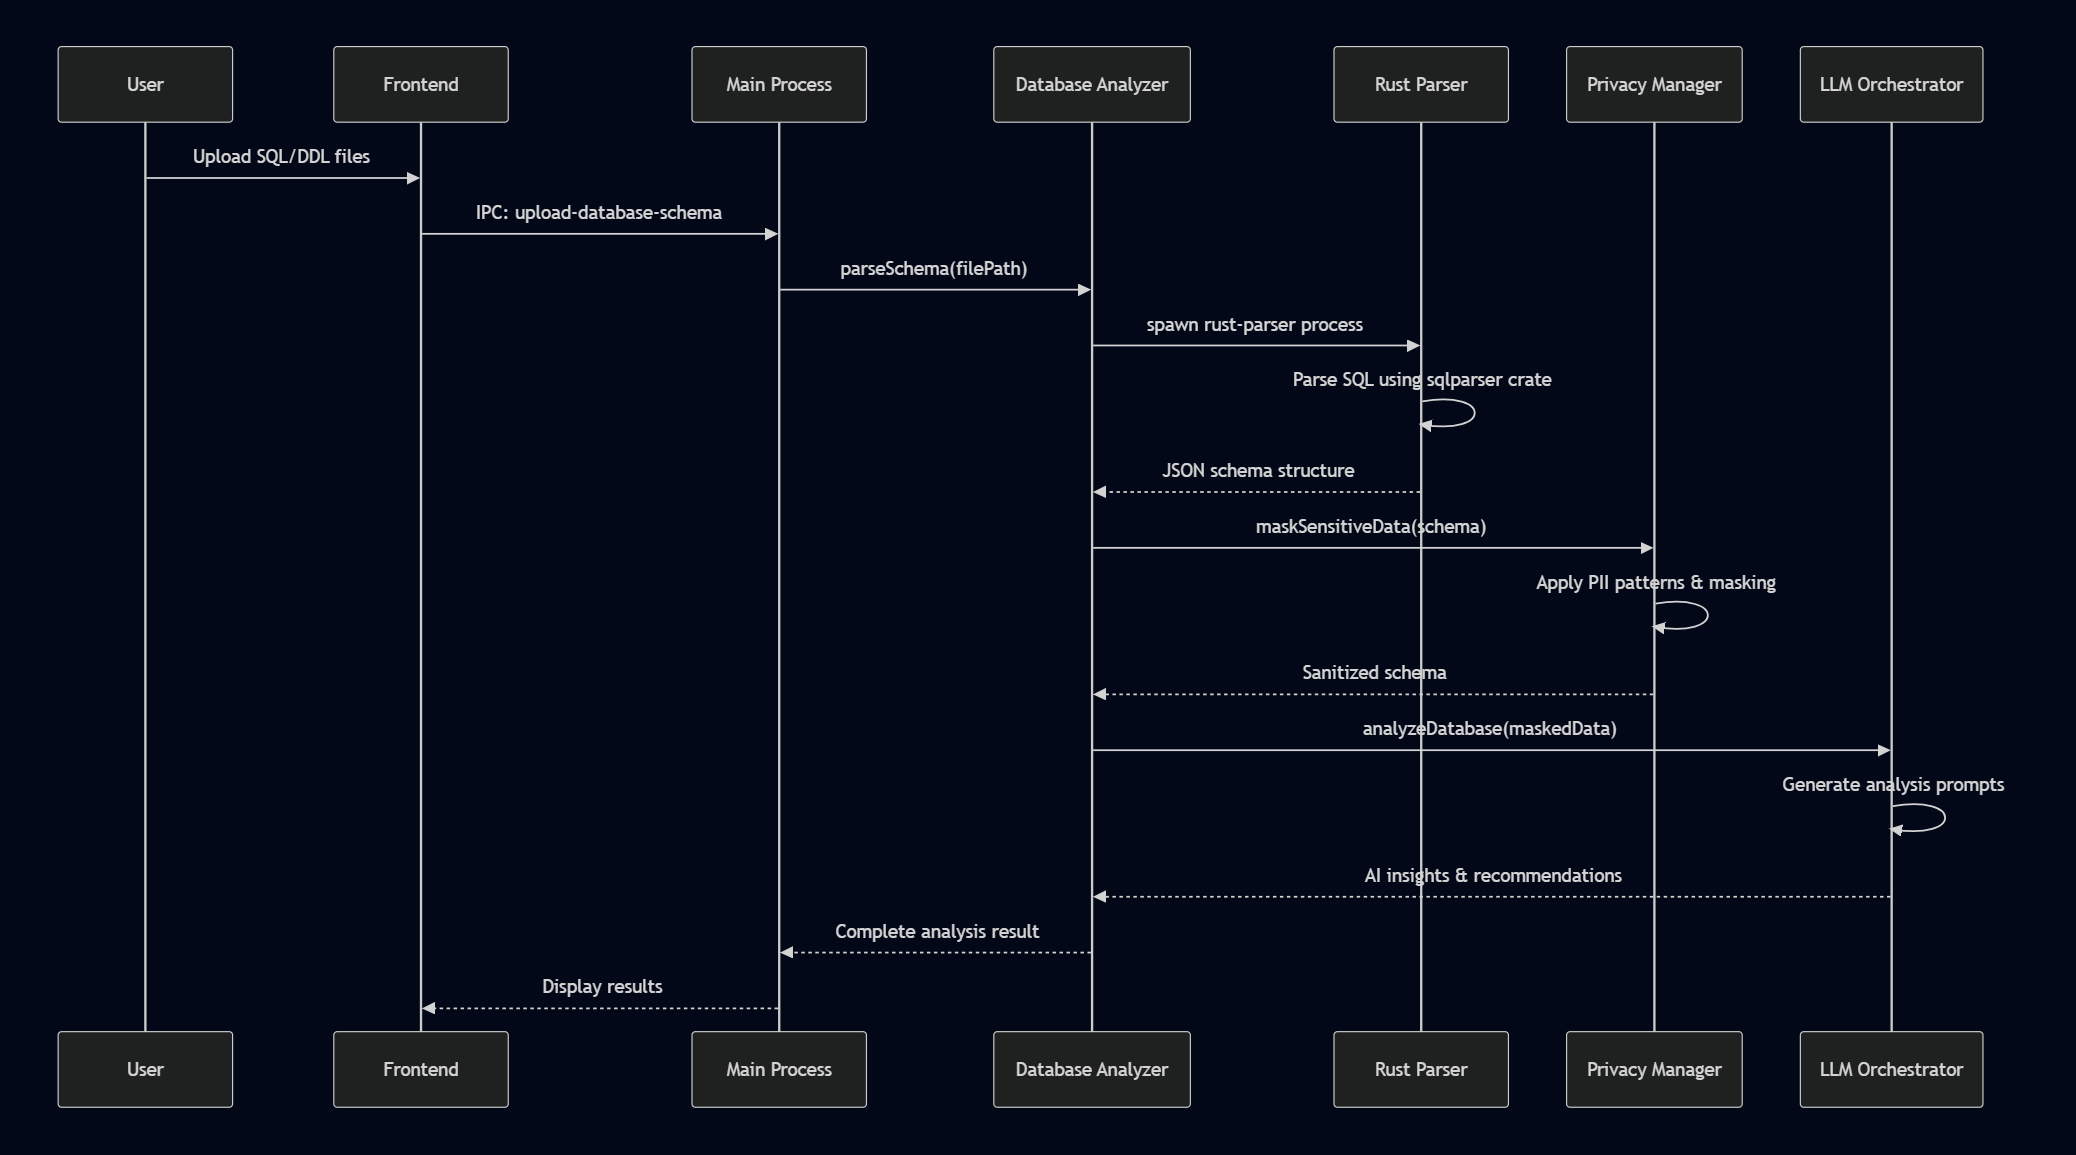 User
Frontend
Main Process
Database Analyzer
Rust Parser
Privacy Manager
LLM Orchestrator
Upload SQL/DDL files
IPC: upload-database-schema
parseSchema(filePath)
spawn rust-parser process
Parse SQL using sqlparser crate
JSON schema structure
maskSensitiveData(schema)
Apply PII patterns & masking
Sanitized schema
analyzeDatabase(maskedData)
Generate analysis prompts
AI insights & recommendations
Complete analysis result
Display results
User
Frontend
Main Process
Database Analyzer
Rust Parser
Privacy Manager
LLM Orchestrator